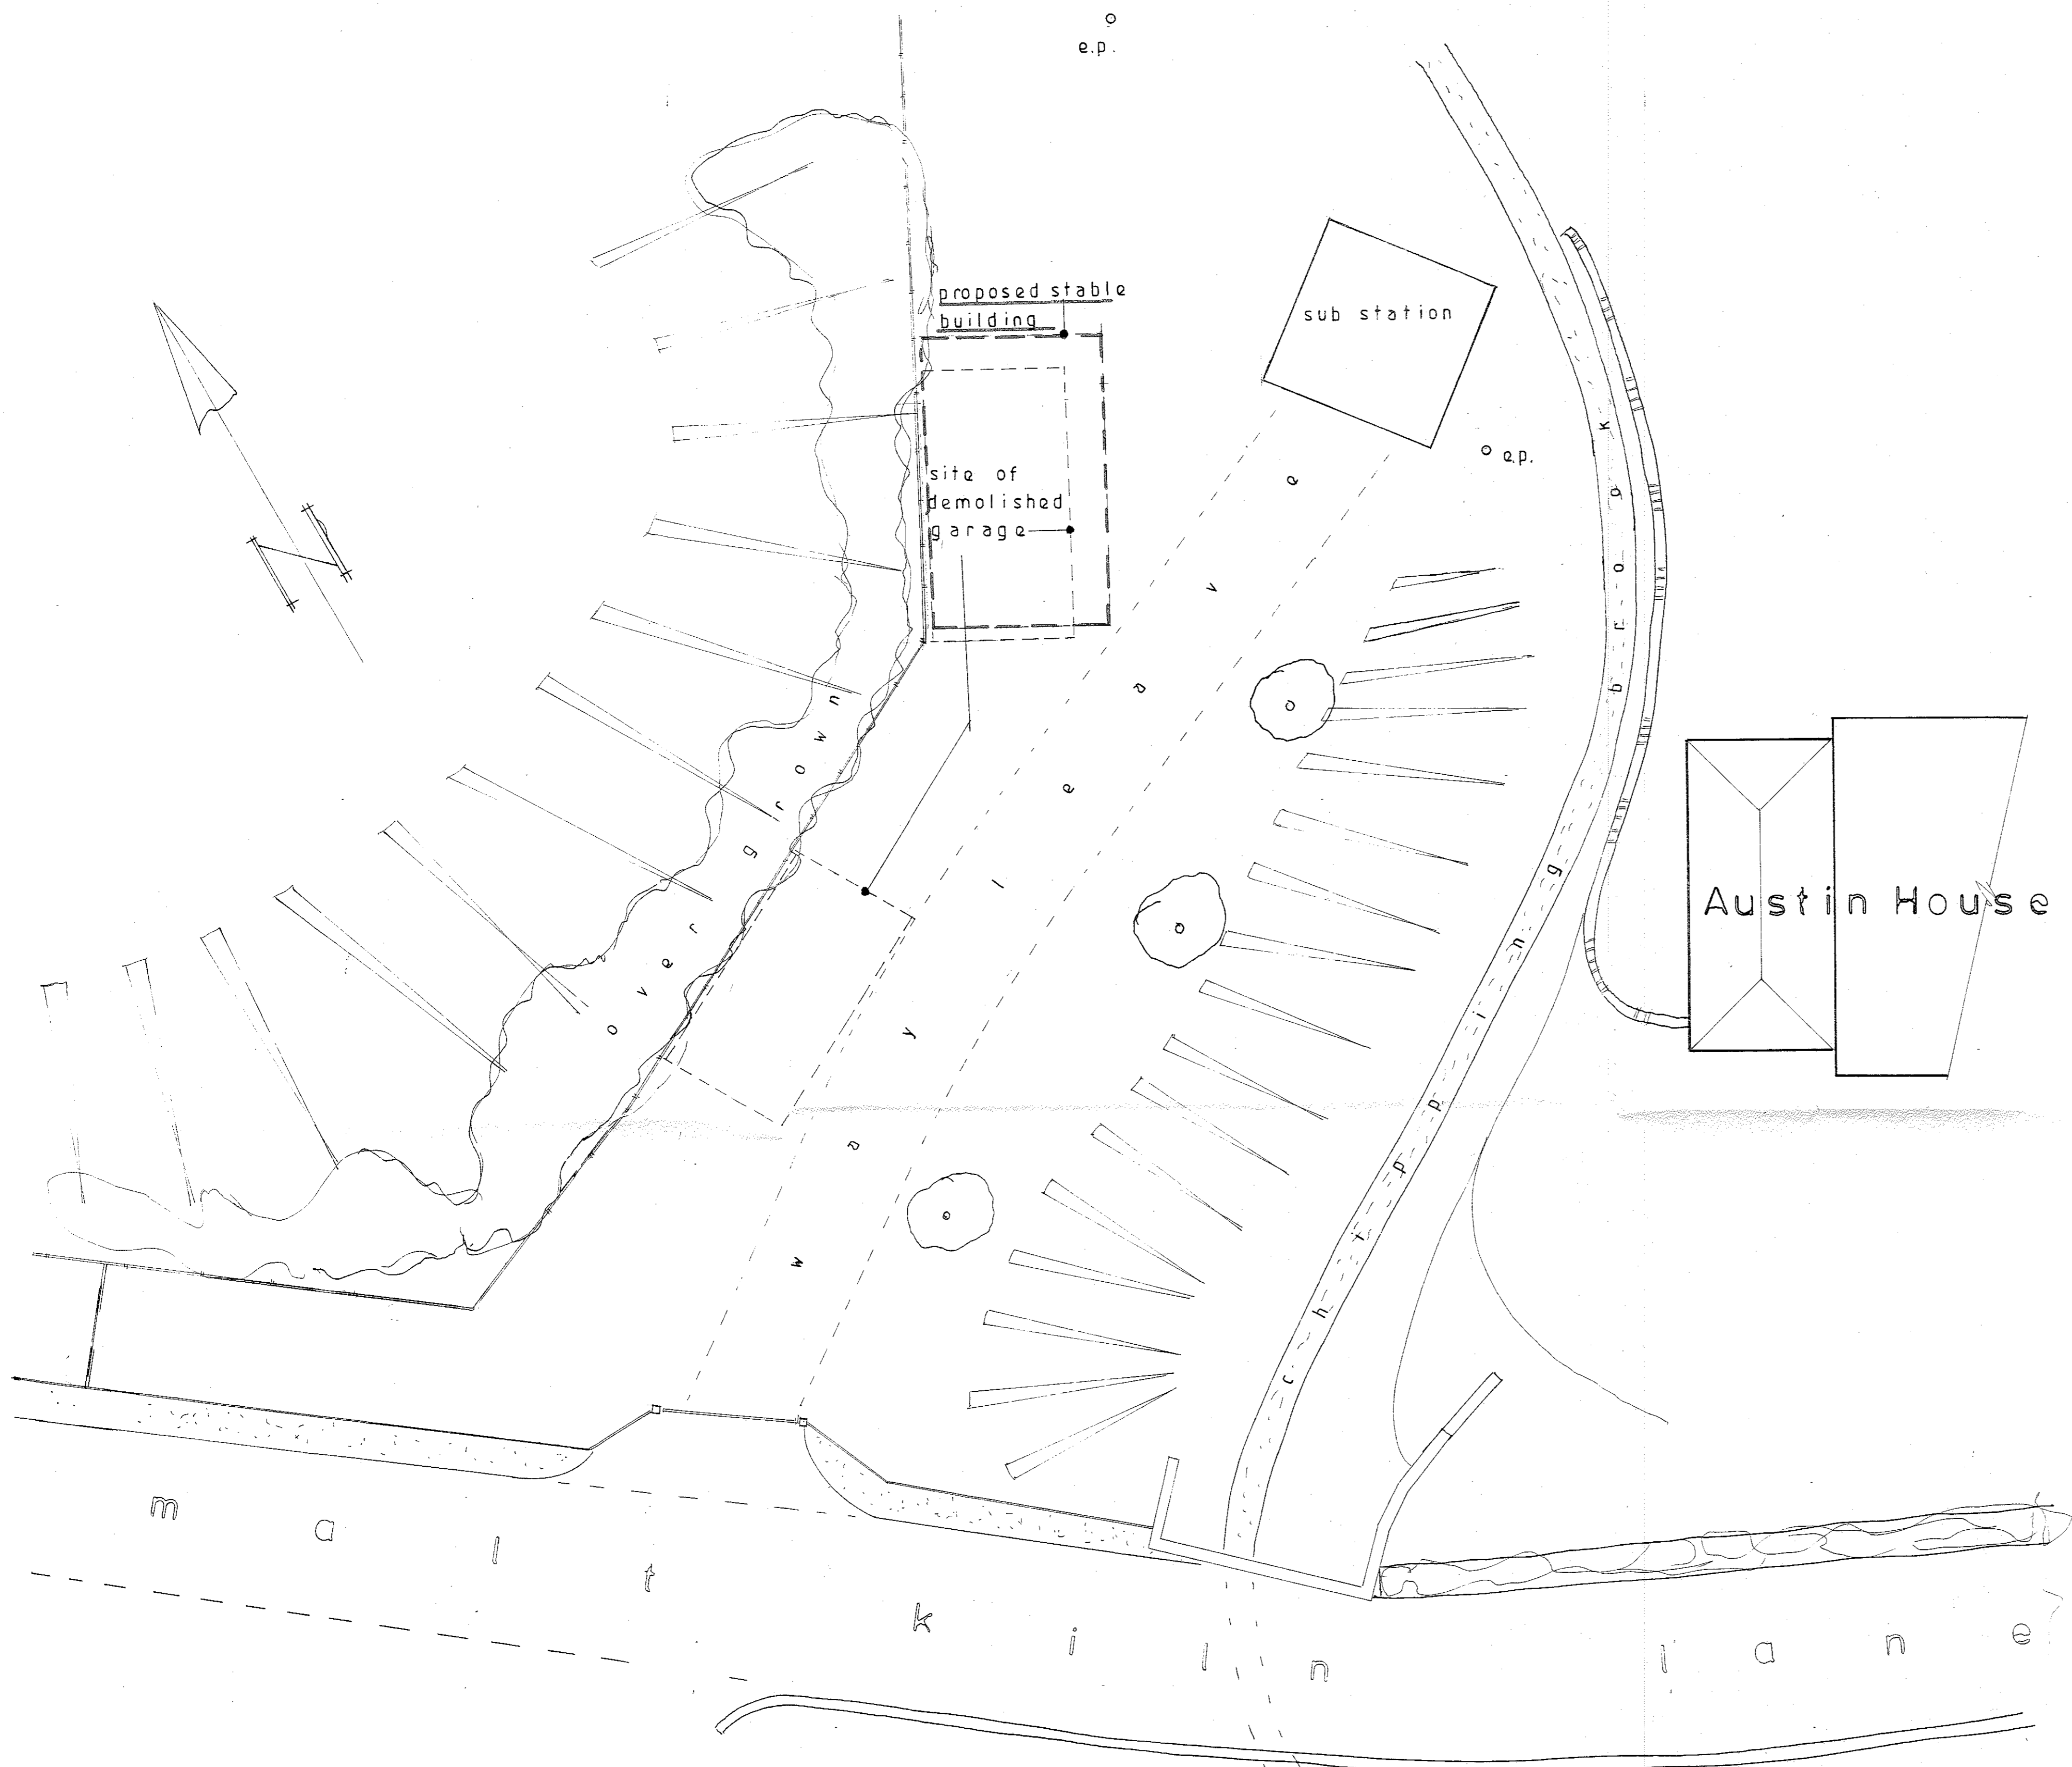 e.p.
proposed stable
building
sub station
site of
demolished
garage
e.p.
N
wayleave
overgrown
chipping brook
Austin House
malt kiln lane